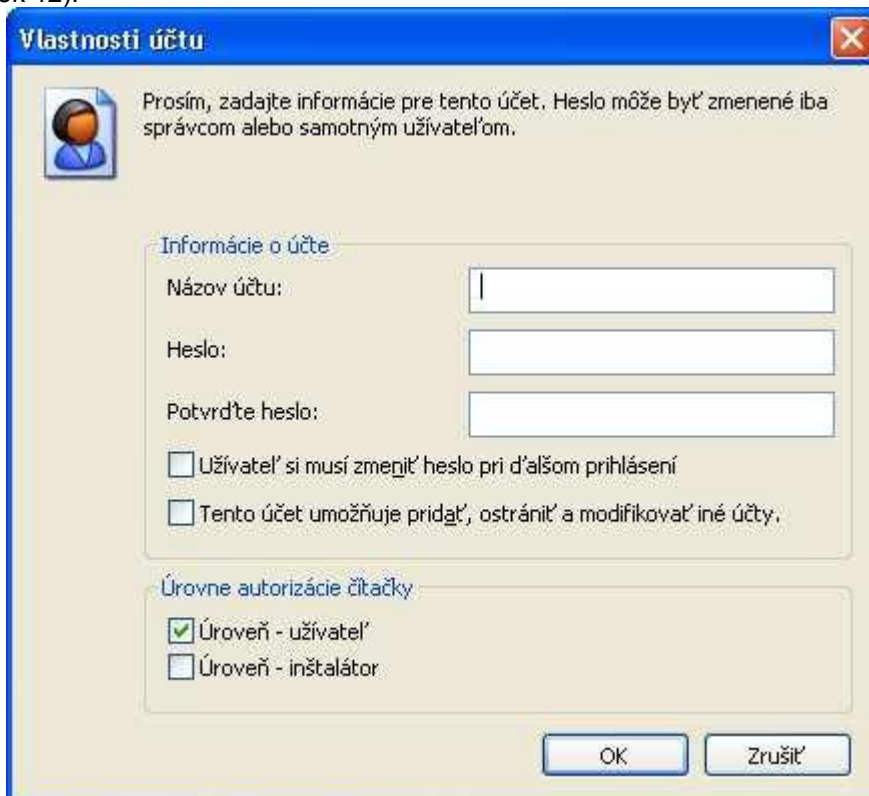 Vlastnosti účtu
Prosím, zadajte informácie pre tento účet. Heslo môže byť zmenené iba
správcom alebo samotným užívateľom.
Informácie o účte
Názov účtu:
Heslo:
Potvrďte heslo:
Užívateľ si musí zmeniť heslo pri ďalšom prihlásení
Tento účet umožňuje pridať, ostrániť a modifikovať iné účty.
Úrovne autorizácie čítačky
Úroveň - užívateľ
Úroveň - inštalátor
OK Zrušiť